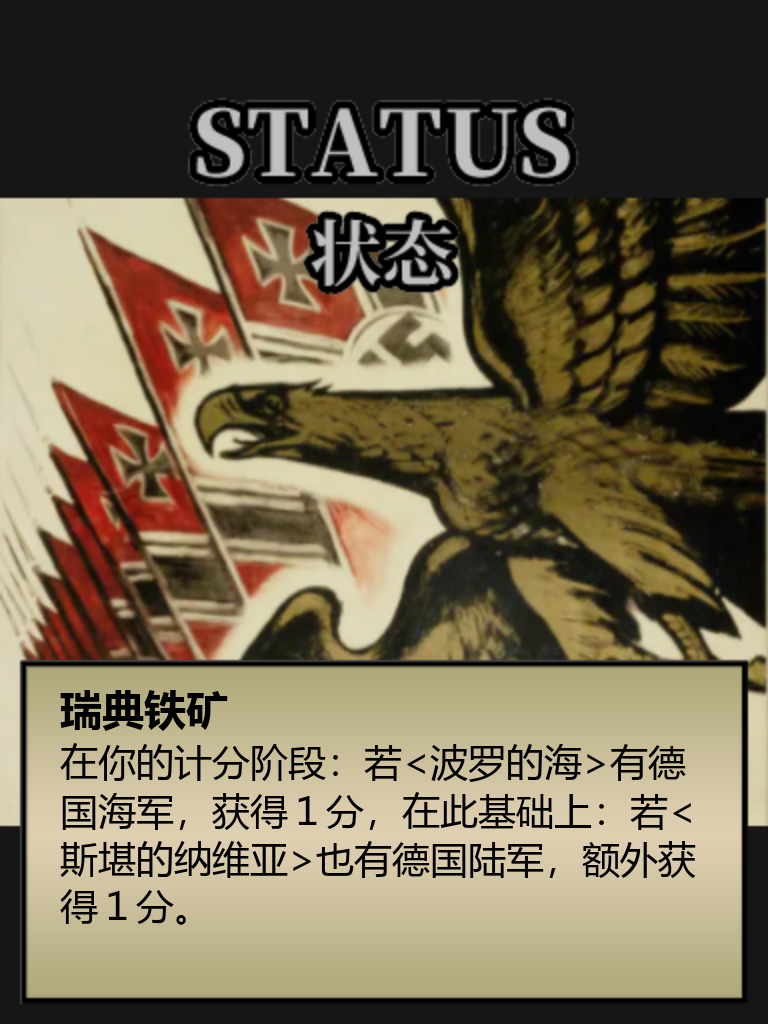 STATUS
状态
瑞典铁矿
在你的计分阶段：若<波罗的海>有德
国海军，获得1分，在此基础上：若<
斯堪的纳维亚>也有德国陆军，额外获
得1分。